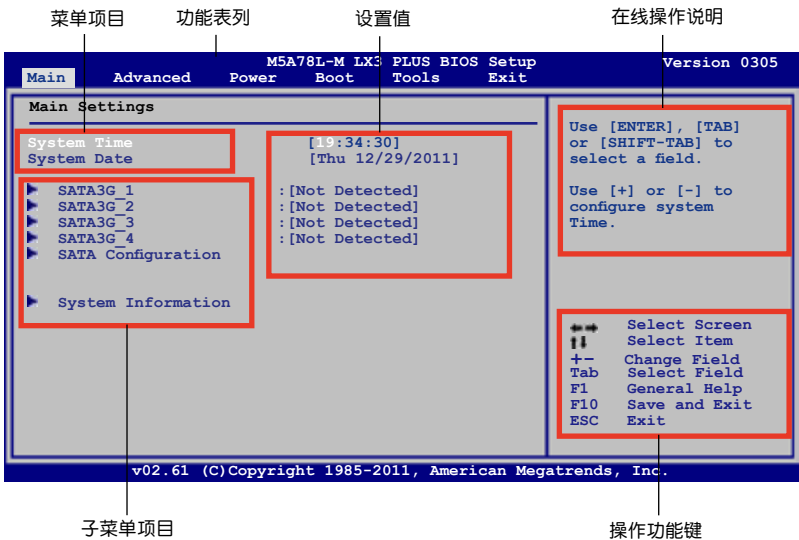 菜单项目 功能表列 设置值 在线操作说明
M5A78L-M LX3 PLUS BIOS Setup Version 0305
Main Advanced Power Boot Tools Exit
Main Settings
System Time [19:34:30]
System Date [Thu 12/29/2011]
SATA3G_1 :[Not Detected]
SATA3G_2 :[Not Detected]
SATA3G_3 :[Not Detected]
SATA3G_4 :[Not Detected]
SATA Configuration
System Information
Use [ENTER], [TAB]
or [SHIFT-TAB] to
select a field.
Use [+] or [-] to
configure system
Time.
←→ Select Screen
↑↓ Select Item
+- Change Field
Tab Select Field
F1 General Help
F10 Save and Exit
ESC Exit
v02.61 (C)Copyright 1985-2011, American Megatrends, Inc.
子菜单项目 操作功能键